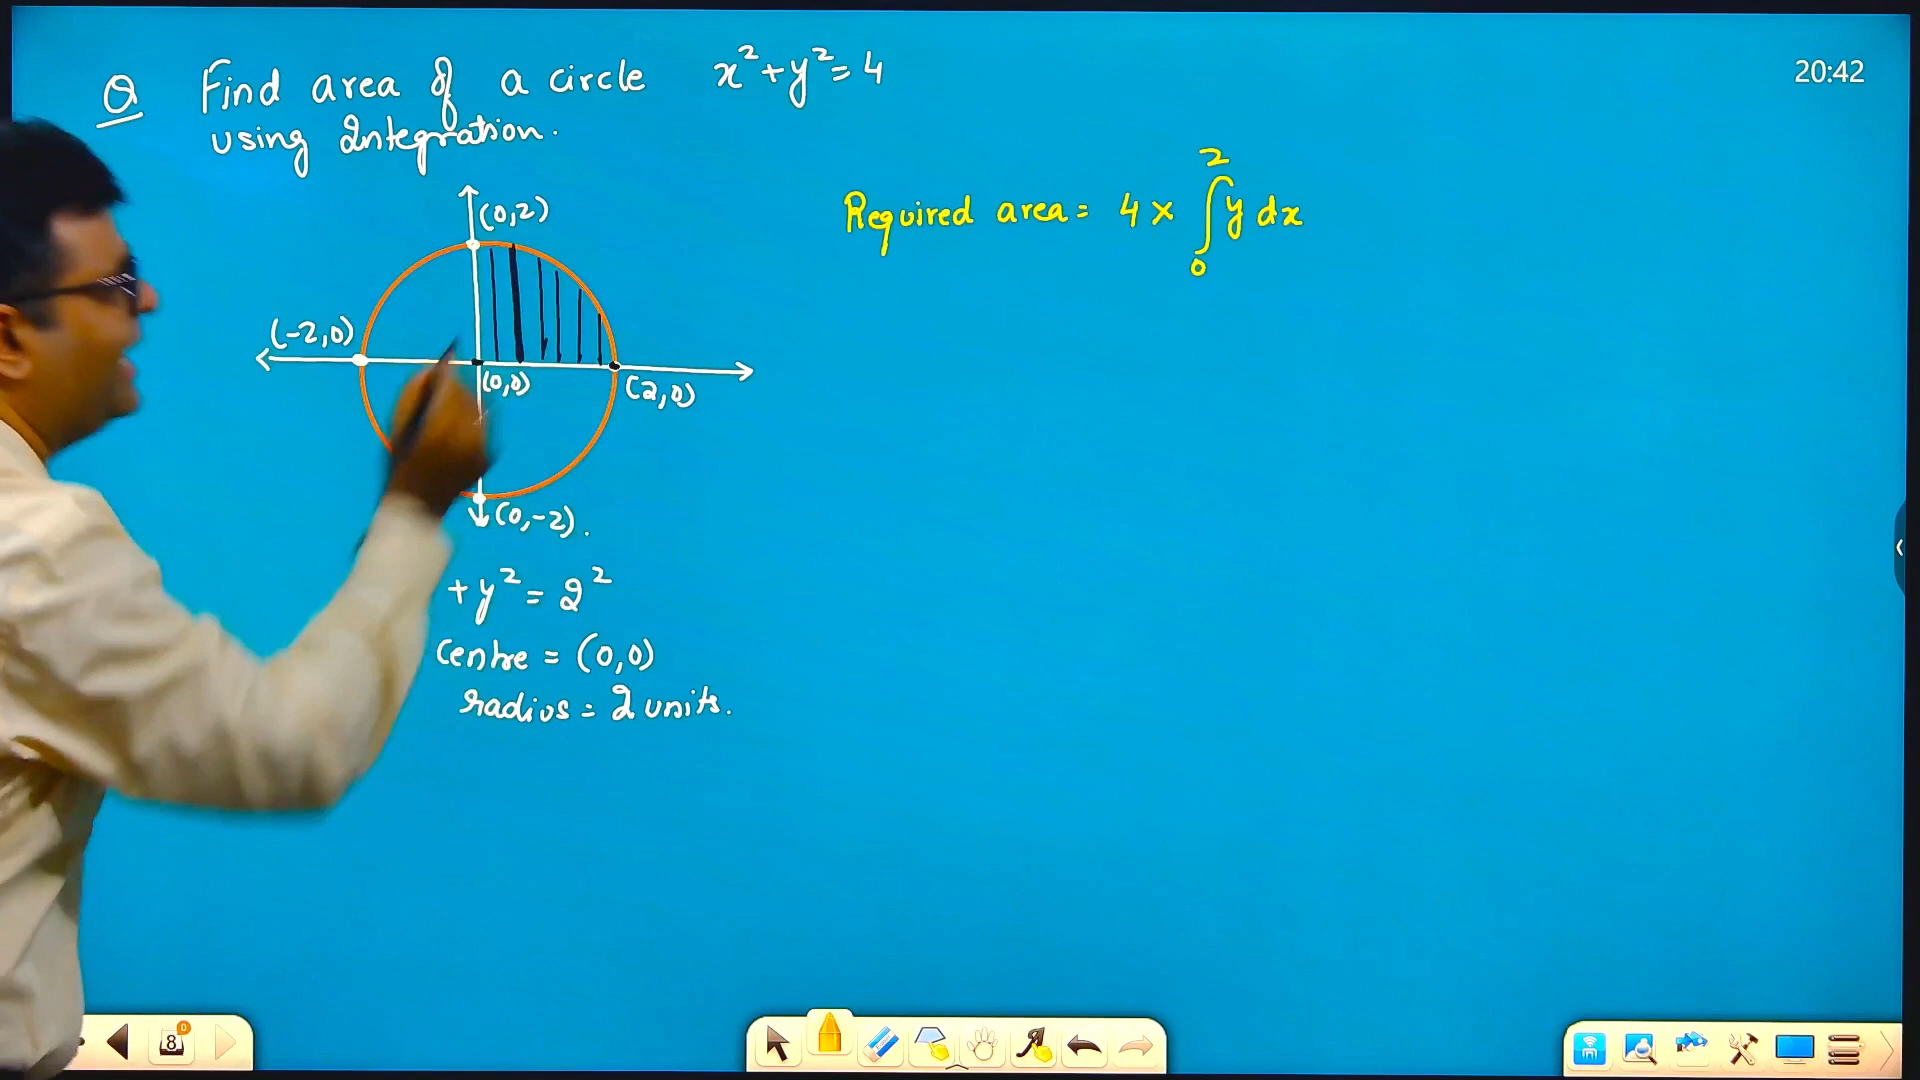 Q Find area of a circle x²+y²=4
using Integration.
20:42
Required area = 4 × ∫₀² y dx
(0,2)
(-2,0)
(0,0)
(2,0)
(0,-2).
+y² = 2²
Centre = (0,0)
radius = 2 units.
8
0